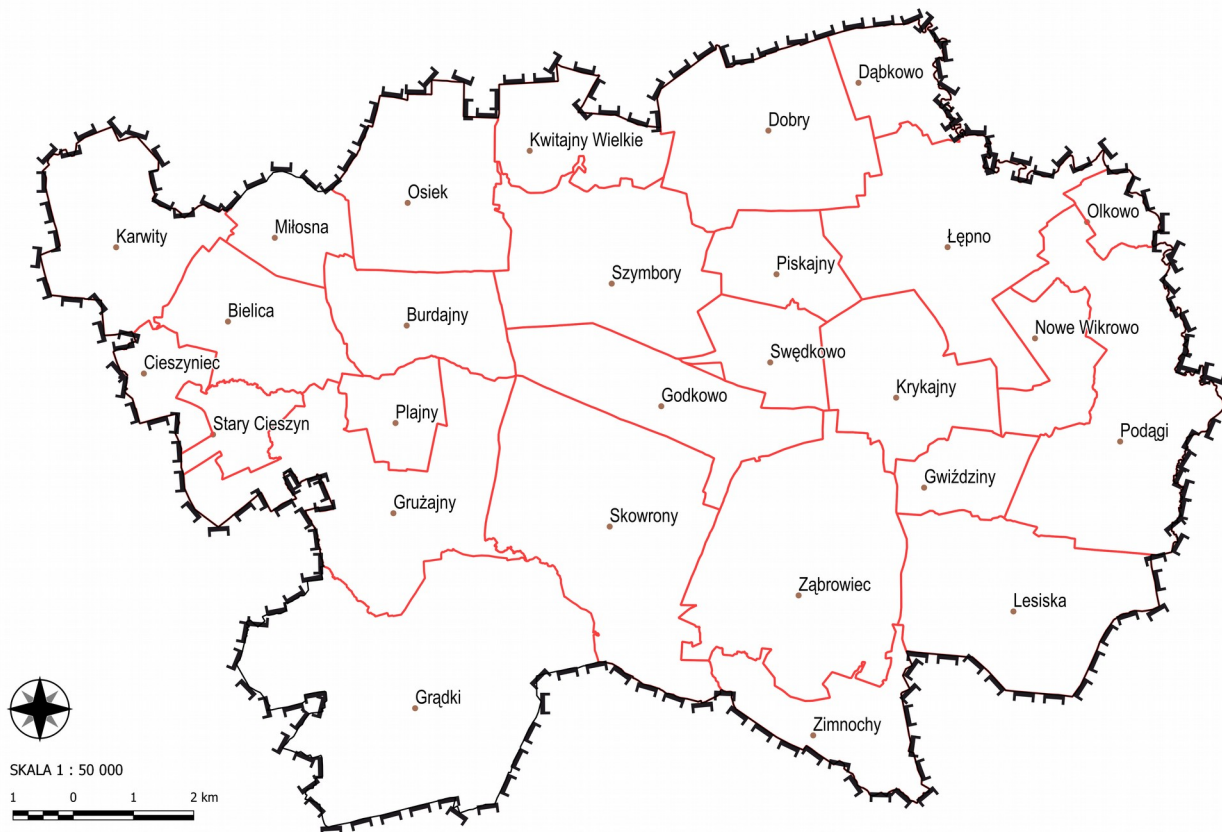 Dąbkowo
Dobry
Kwitajny Wielkie
Osiek
Olkowo
Miłosna
Karwity
Łępno
Piskajny
Szymbory
Bielica
Burdajny
Nowe Wikrowo
Swędkowo
Cieszyniec
Krykajny
Godkowo
Plajny
Stary Cieszyn
Podągi
Gwiździny
Grużajny
Skowrony
Ząbrowiec
Lesiska
Grądki
Zimnochy
SKALA 1 : 50 000
1 0 1 2 km